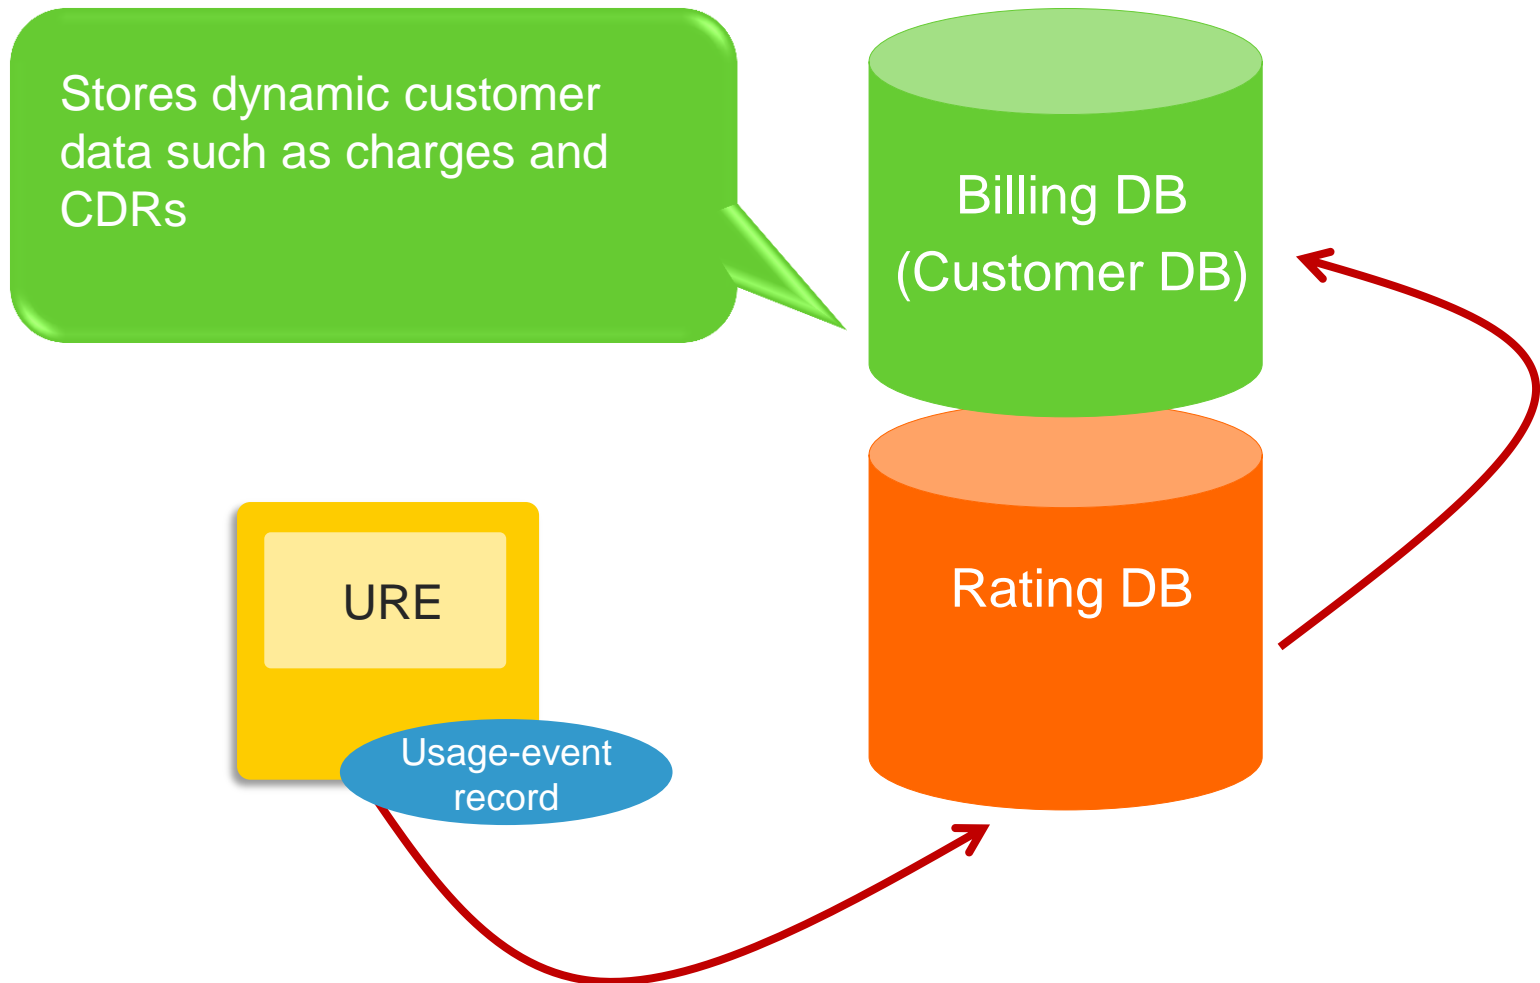 Stores dynamic customer
data such as charges and
CDRs
Billing DB
(Customer DB)
Rating DB
URE
Usage-event
record